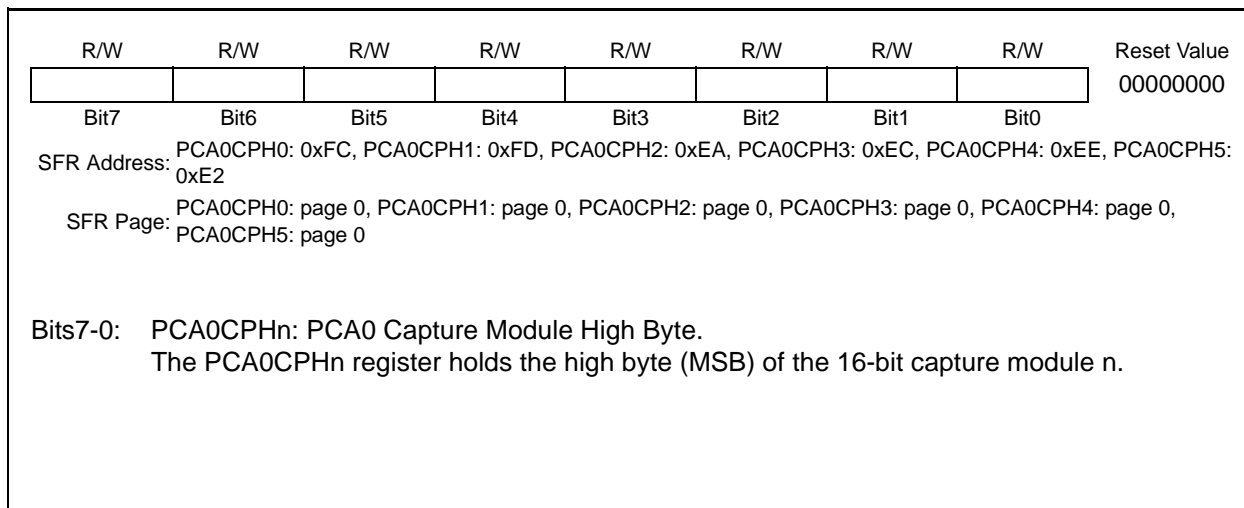 R/W R/W R/W R/W R/W R/W R/W R/W Reset Value
00000000
Bit7 Bit6 Bit5 Bit4 Bit3 Bit2 Bit1 Bit0
SFR Address: PCA0CPH0: 0xFC, PCA0CPH1: 0xFD, PCA0CPH2: 0xEA, PCA0CPH3: 0xEC, PCA0CPH4: 0xEE, PCA0CPH5:
0xE2
SFR Page: PCA0CPH0: page 0, PCA0CPH1: page 0, PCA0CPH2: page 0, PCA0CPH3: page 0, PCA0CPH4: page 0,
PCA0CPH5: page 0
Bits7-0: PCA0CPHn: PCA0 Capture Module High Byte.
The PCA0CPHn register holds the high byte (MSB) of the 16-bit capture module n.